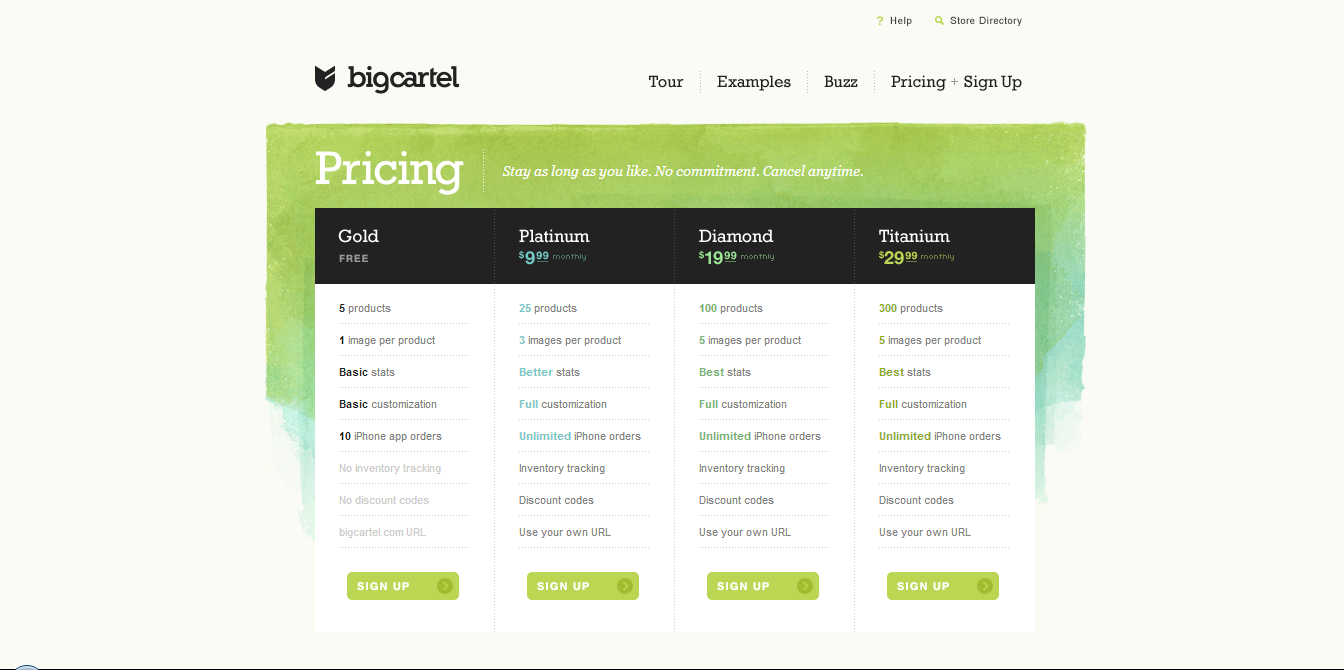 ? Help Store Directory
bigcartel
Tour Examples Buzz Pricing + Sign Up
Pricing Stay as long as you like. No commitment. Cancel anytime.
Gold Platinum Diamond Titanium
FREE $9.99 monthly $19.99 monthly $29.99 monthly
5 products 25 products 100 products 300 products
1 image per product 3 images per product 5 images per product 5 images per product
Basic stats Better stats Best stats Best stats
Basic customization Full customization Full customization Full customization
10 iPhone app orders Unlimited iPhone orders Unlimited iPhone orders Unlimited iPhone orders
No inventory tracking Inventory tracking Inventory tracking Inventory tracking
No discount codes Discount codes Discount codes Discount codes
bigcartel.com URL Use your own URL Use your own URL Use your own URL
SIGN UP SIGN UP SIGN UP SIGN UP